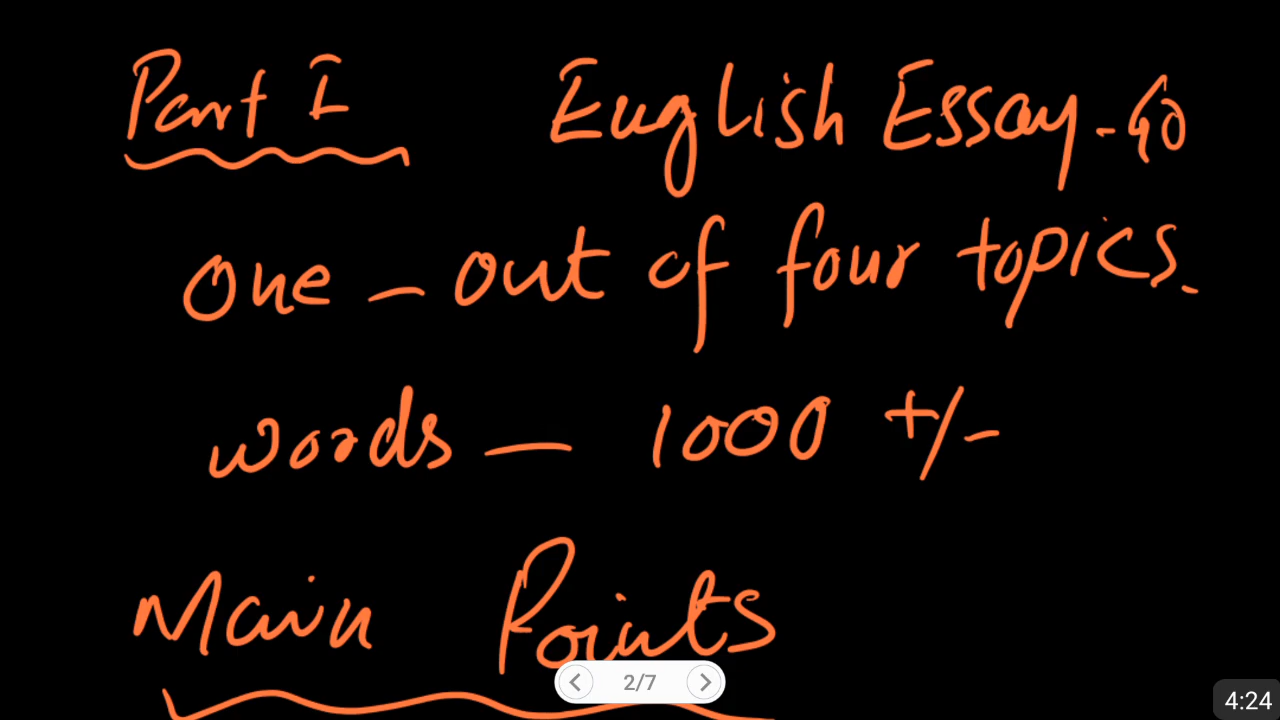 Part I English Essay - 40
one - out of four topics.
words - 1000 +/-
Main Points
2/7
4:24